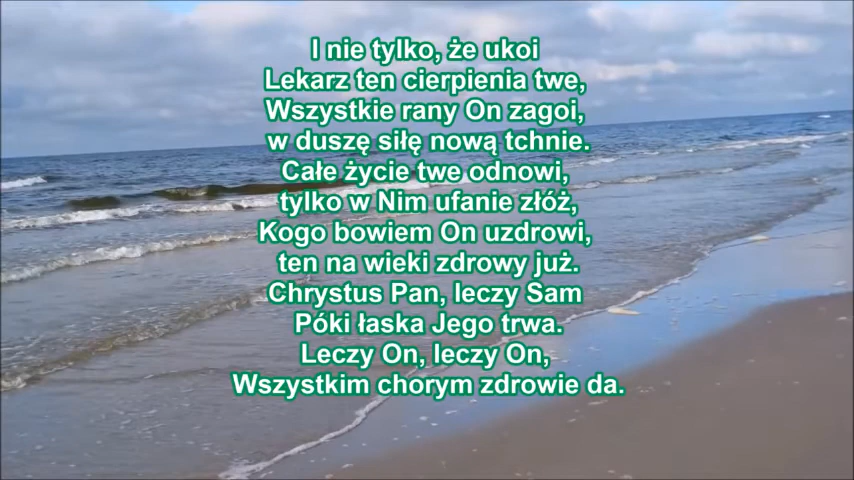 I nie tylko, że ukoi
Lekarz ten cierpienia twe,
Wszystkie rany On zagoi,
w duszę siłę nową tchnie.
Całe życie twe odnowi,
tylko w Nim ufanie złóż,
Kogo bowiem On uzdrowi,
ten na wieki zdrowy już.
Chrystus Pan, leczy Sam
Póki łaska Jego trwa.
Leczy On, leczy On,
Wszystkim chorym zdrowie da.